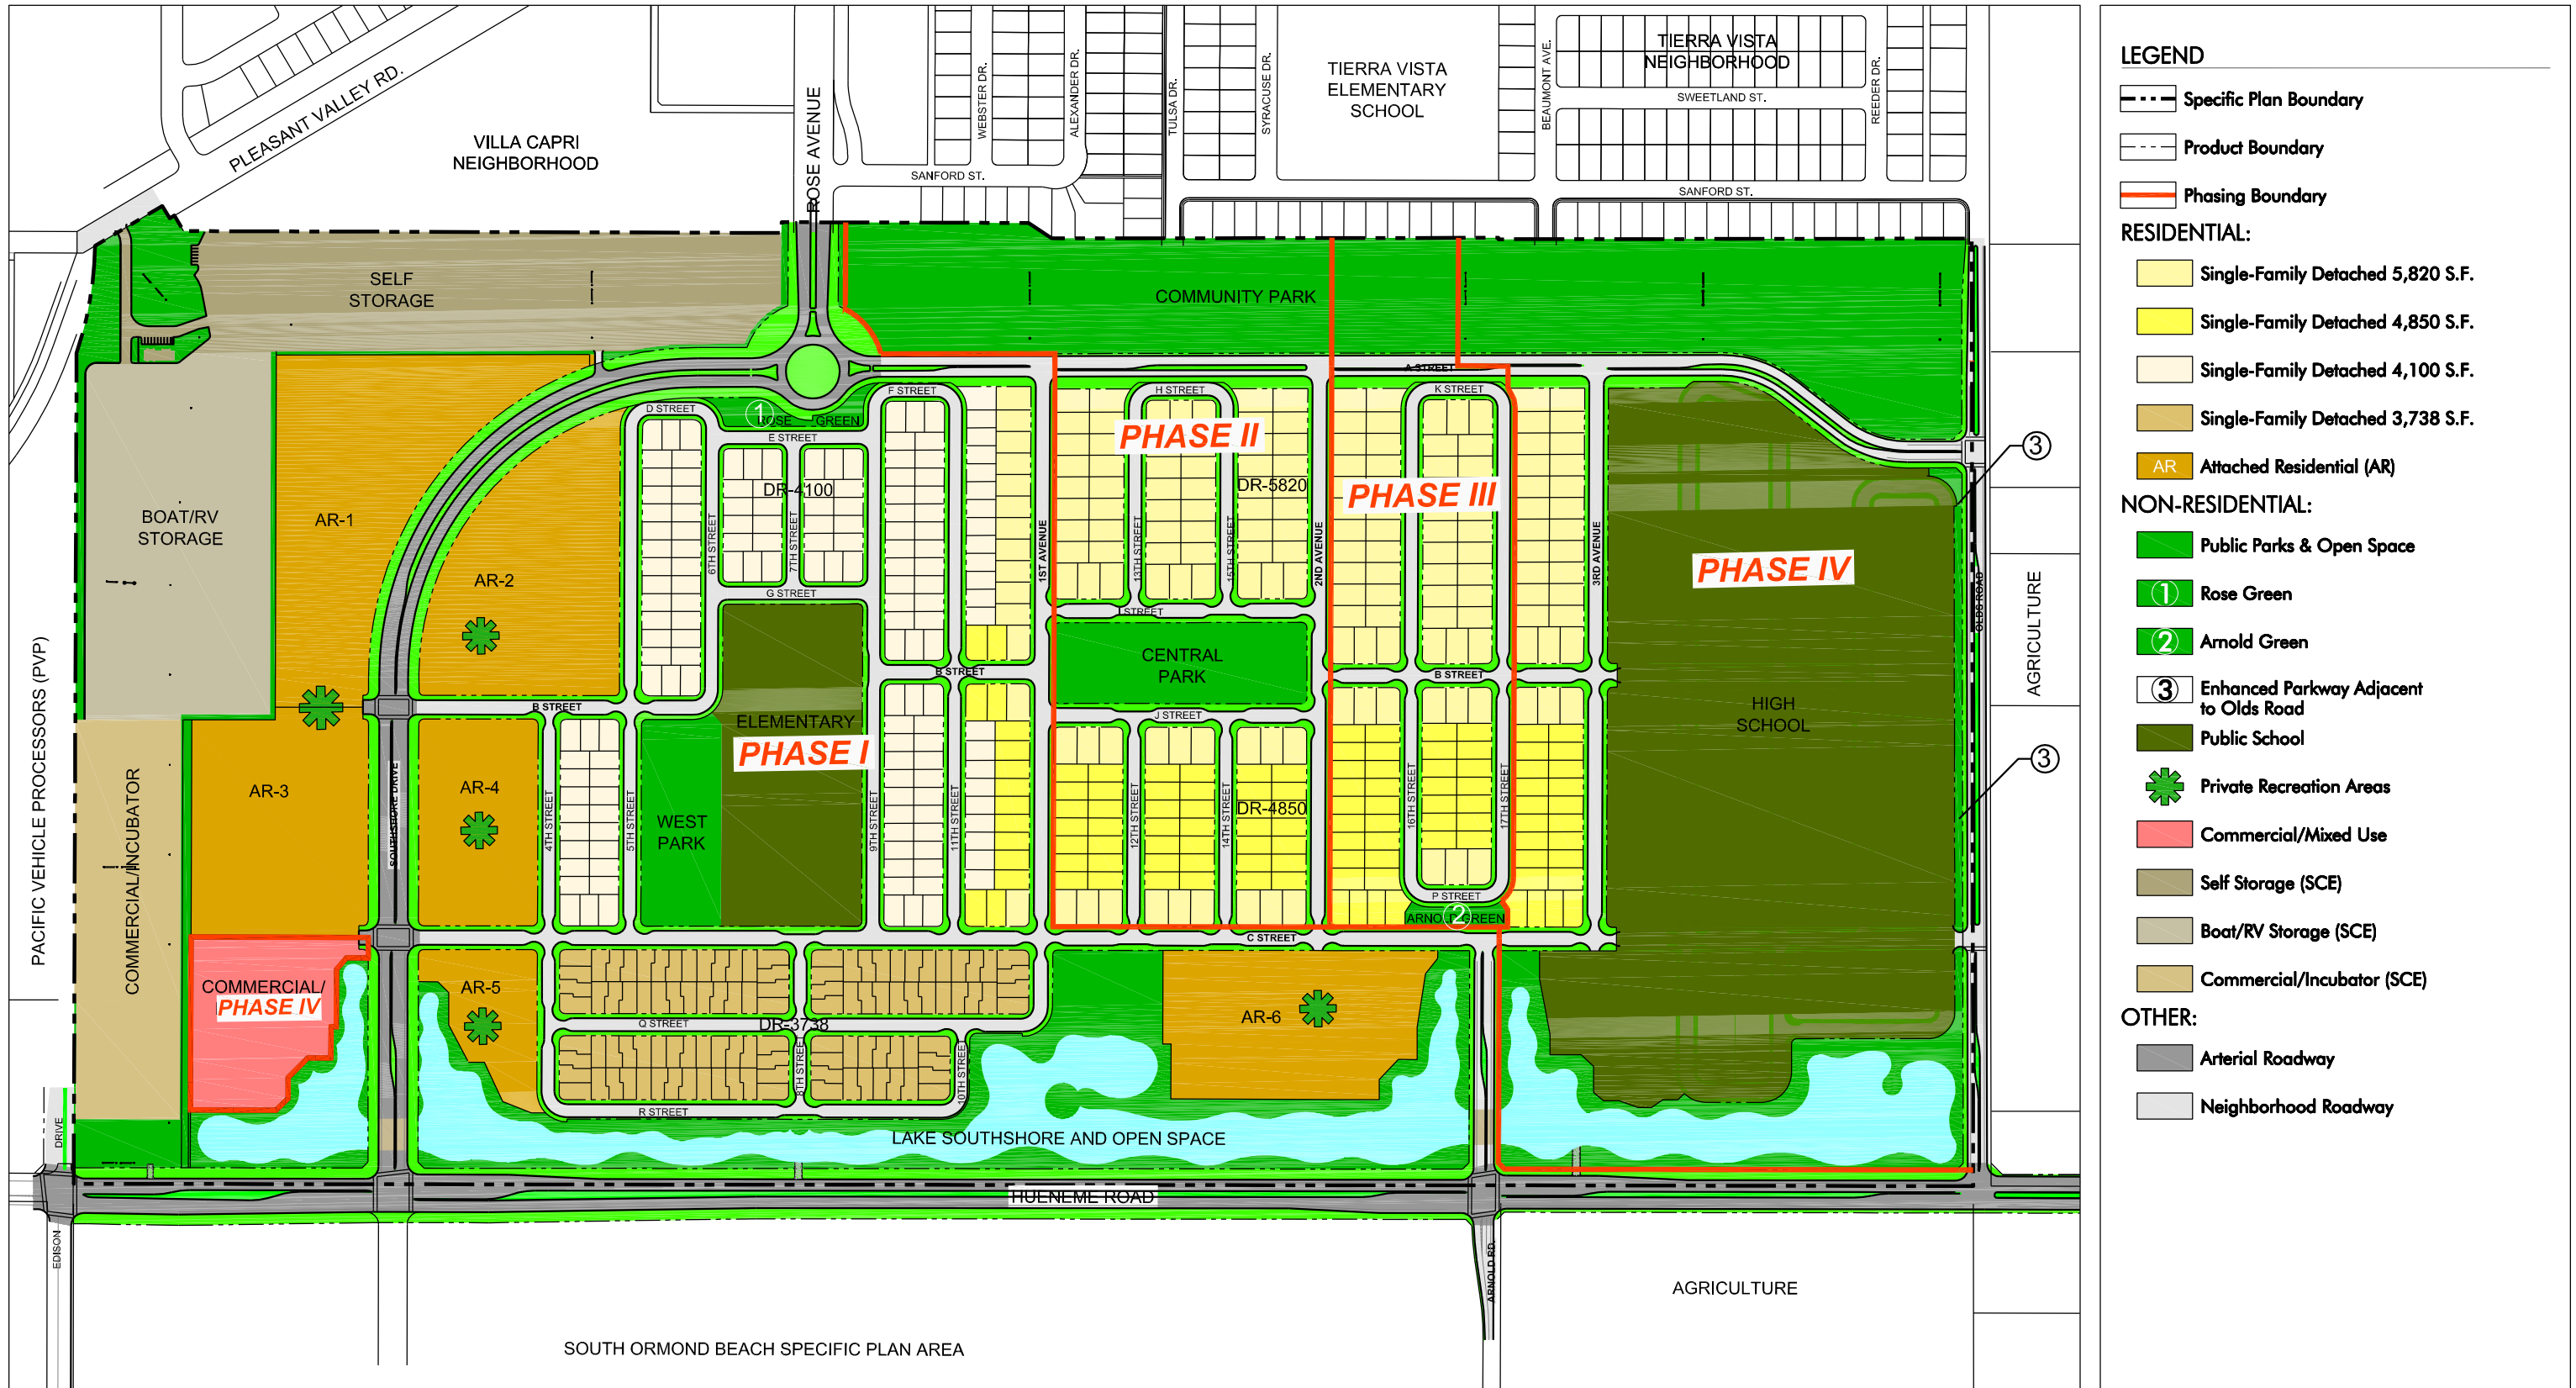 PLEASANT VALLEY RD.
VILLA CAPRI
NEIGHBORHOOD
ROSE AVENUE
WEBSTER DR.
ALEXANDER DR.
SANFORD ST.
TULSA DR.
SYRACUSE DR.
TIERRA VISTA
ELEMENTARY
SCHOOL
BEAUMONT AVE.
TIERRA VISTA
NEIGHBORHOOD
SWEETLAND ST.
REEDER DR.
SANFORD ST.
SELF
STORAGE
COMMUNITY PARK
A STREET
BOAT/RV
STORAGE
AR-1
AR-2
D STREET
1
ROSE GREEN
E STREET
F STREET
DR-4100
6TH STREET
7TH STREET
G STREET
1ST AVENUE
H STREET
PHASE II
DR-5820
13TH STREET
15TH STREET
2ND AVENUE
I STREET
K STREET
PHASE III
3RD AVENUE
PHASE IV
3
OLDS ROAD
AGRICULTURE
PACIFIC VEHICLE PROCESSORS (PVP)
B STREET
B STREET
B STREET
CENTRAL
PARK
J STREET
ELEMENTARY
PHASE I
WEST
PARK
HIGH
SCHOOL
3
COMMERCIAL/INCUBATOR
AR-3
SOUTHSHORE DRIVE
AR-4
4TH STREET
5TH STREET
9TH STREET
11TH STREET
12TH STREET
14TH STREET
DR-4850
16TH STREET
17TH STREET
P STREET
ARNOLD GREEN
2
C STREET
COMMERCIAL/
PHASE IV
AR-5
Q STREET
DR-3738
8TH STREET
10TH STREET
R STREET
AR-6
LAKE SOUTHSHORE AND OPEN SPACE
DRIVE
EDISON
HUENEME ROAD
ARNOLD RD.
AGRICULTURE
SOUTH ORMOND BEACH SPECIFIC PLAN AREA
LEGEND
Specific Plan Boundary
Product Boundary
Phasing Boundary
RESIDENTIAL:
Single-Family Detached 5,820 S.F.
Single-Family Detached 4,850 S.F.
Single-Family Detached 4,100 S.F.
Single-Family Detached 3,738 S.F.
AR Attached Residential (AR)
NON-RESIDENTIAL:
Public Parks & Open Space
1 Rose Green
2 Arnold Green
3 Enhanced Parkway Adjacent
to Olds Road
Public School
Private Recreation Areas
Commercial/Mixed Use
Self Storage (SCE)
Boat/RV Storage (SCE)
Commercial/Incubator (SCE)
OTHER:
Arterial Roadway
Neighborhood Roadway